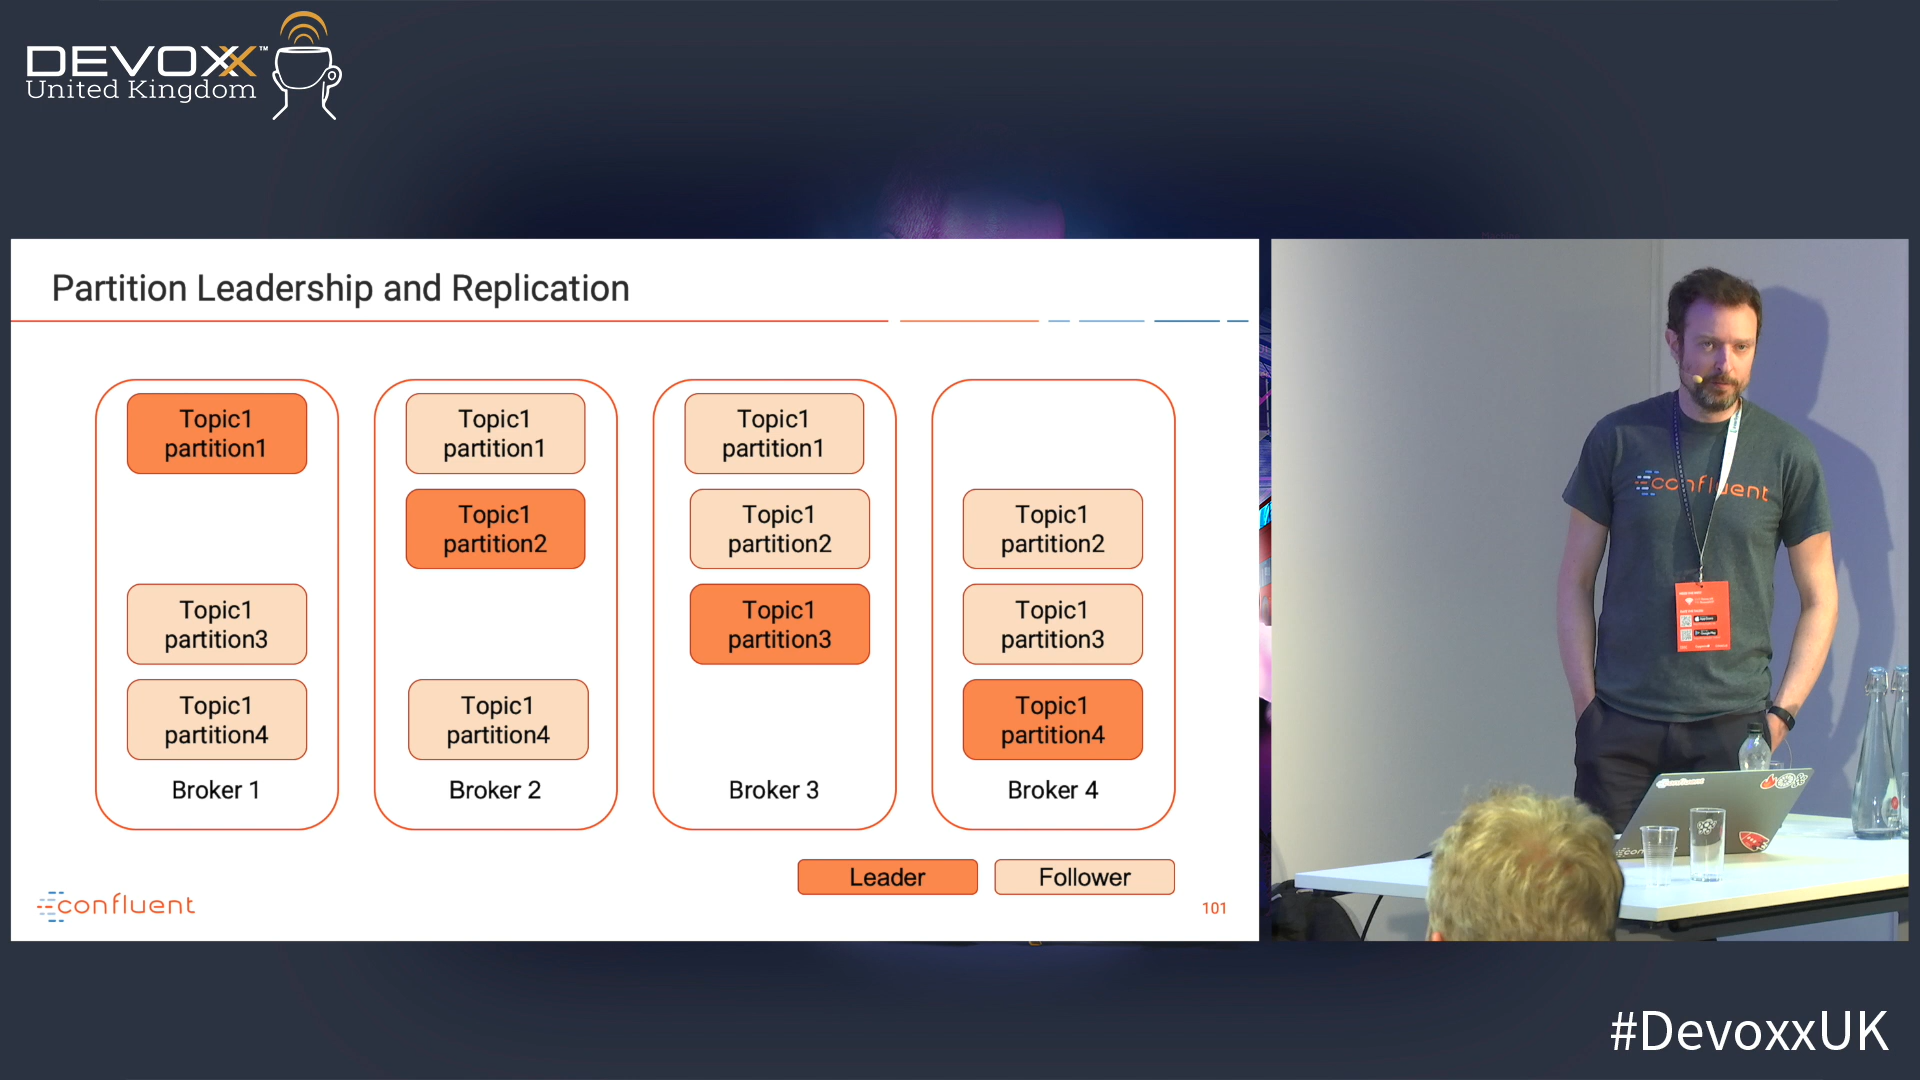 DEVOXX™
United Kingdom
Partition Leadership and Replication
Topic1
partition1
Topic1
partition3
Topic1
partition4
Broker 1
Topic1
partition1
Topic1
partition2
Topic1
partition4
Broker 2
Topic1
partition1
Topic1
partition2
Topic1
partition3
Broker 3
Topic1
partition2
Topic1
partition3
Topic1
partition4
Broker 4
Leader
Follower
confluent
101
confluent
confluent
#DevoxxUK